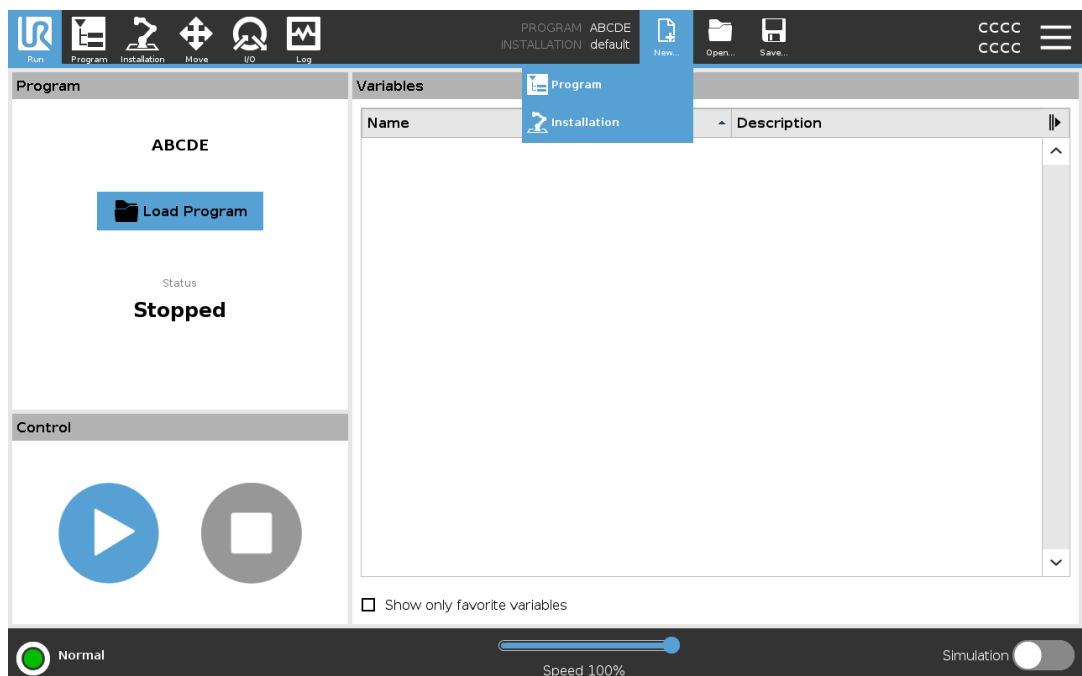 PROGRAM ABCDE
INSTALLATION default
CCCC
CCCC
Run
Program
Installation
Move
I/O
Log
New...
Open...
Save...
Program
Installation
Program
ABCDE
Load Program
Status
Stopped
Control
Variables
Name
Description
Show only favorite variables
Normal
Speed 100%
Simulation